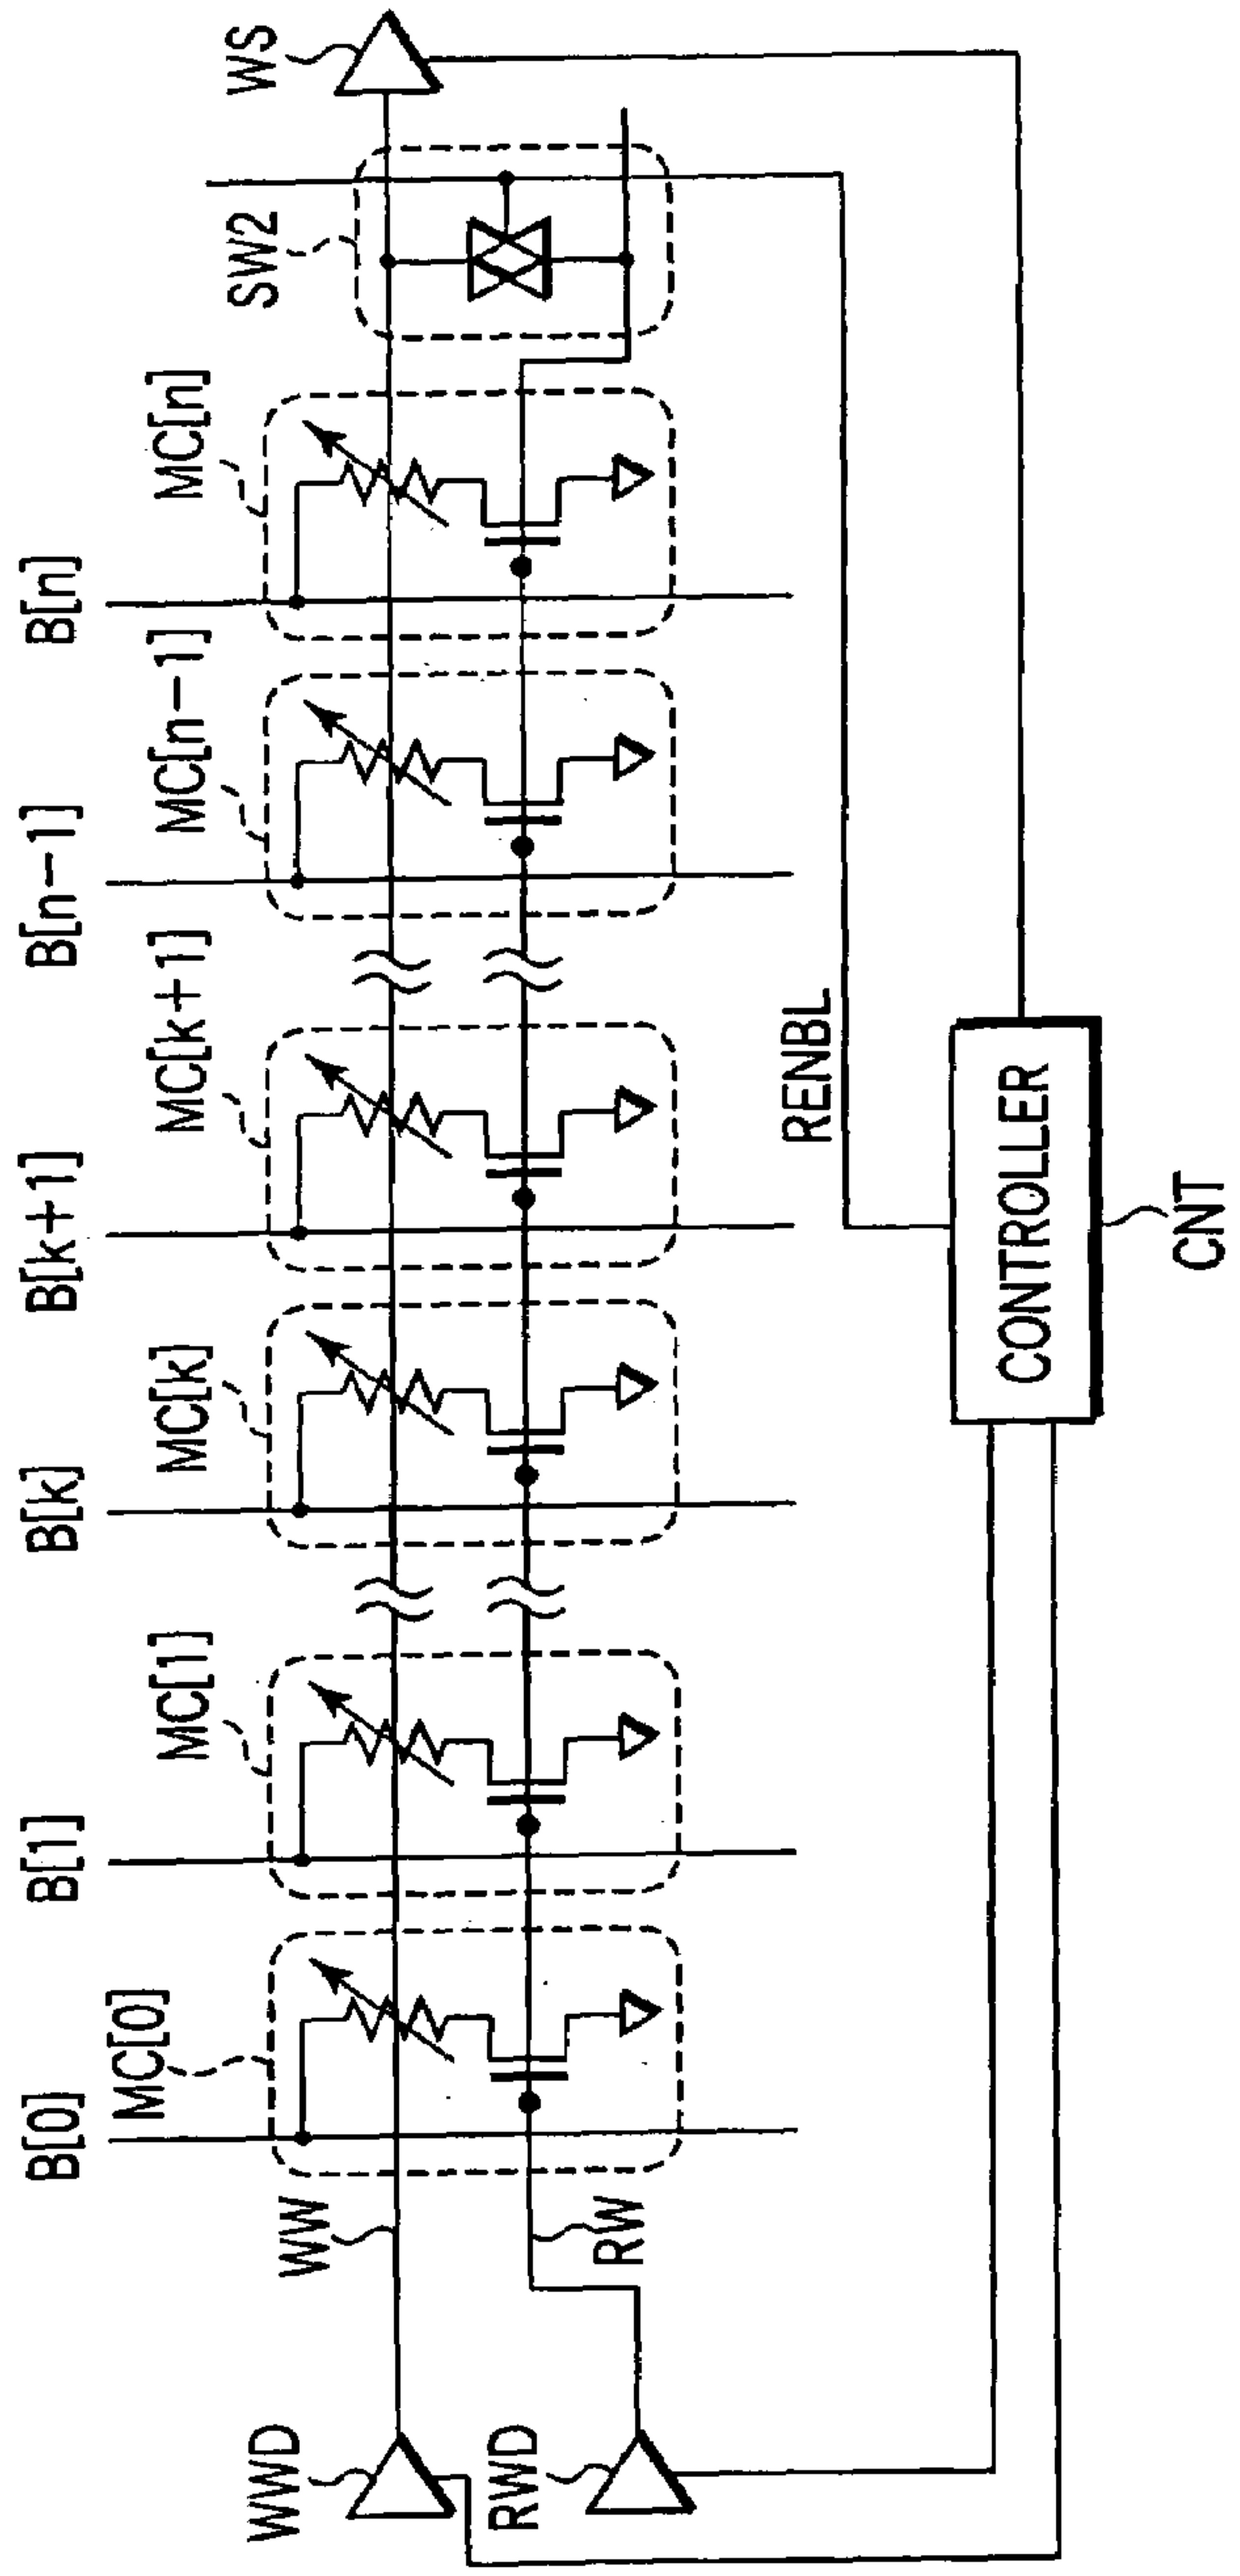 B[0]
B[1]
B[k]
B[k+1]
B[n-1]
B[n]
MC[0]
MC[1]
MC[k]
MC[k+1]
MC[n-1]
MC[n]
SW2
WS
WWD
WW
RWD
RW
RENBL
CONTROLLER
CNT